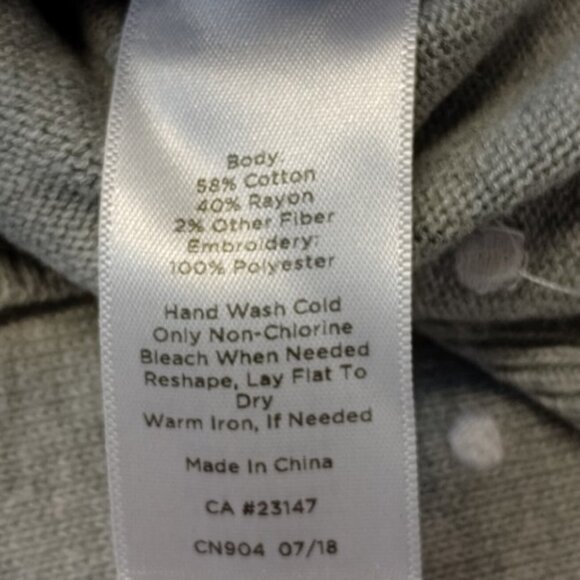 Body:
58% Cotton
40% Rayon
2% Other Fiber
Embroidery:
100% Polyester
Hand Wash Cold
Only Non-Chlorine
Bleach When Needed
Reshape, Lay Flat To
Dry
Warm Iron, If Needed
Made In China
CA #23147
CN904 07/18